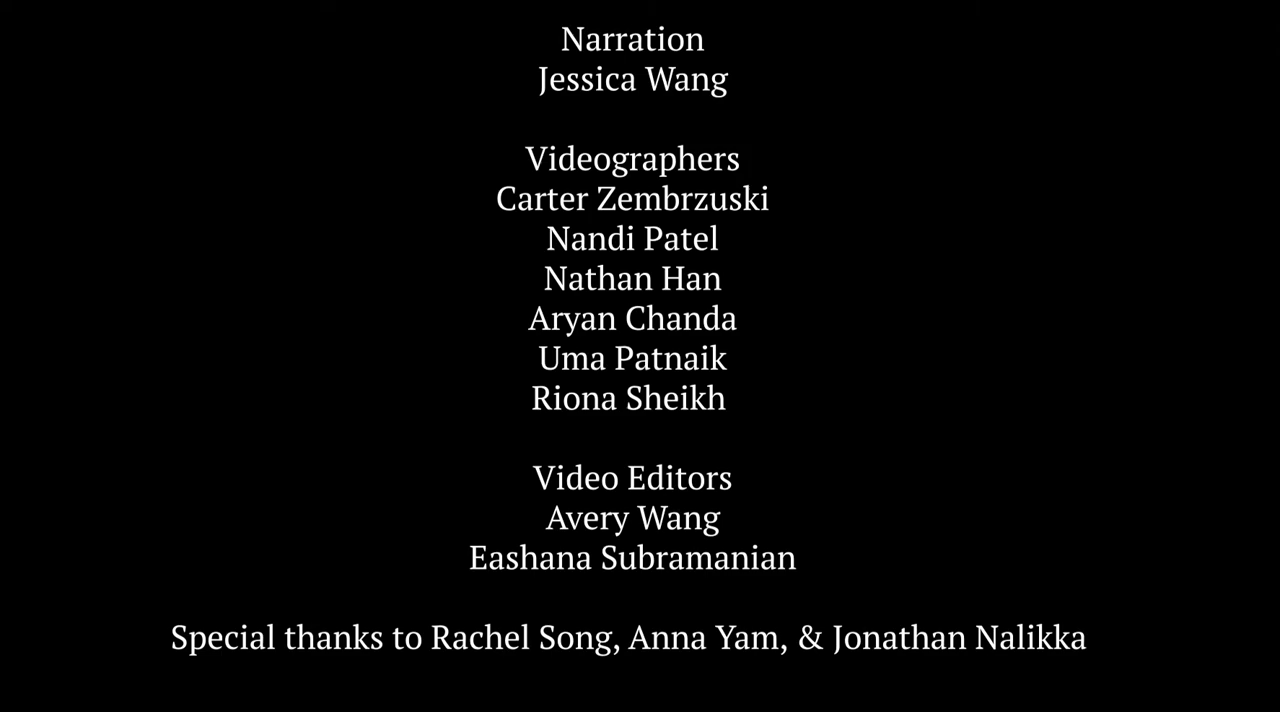 Narration
Jessica Wang
Videographers
Carter Zembrzuski
Nandi Patel
Nathan Han
Aryan Chanda
Uma Patnaik
Riona Sheikh
Video Editors
Avery Wang
Eashana Subramanian
Special thanks to Rachel Song, Anna Yam, & Jonathan Nalikka